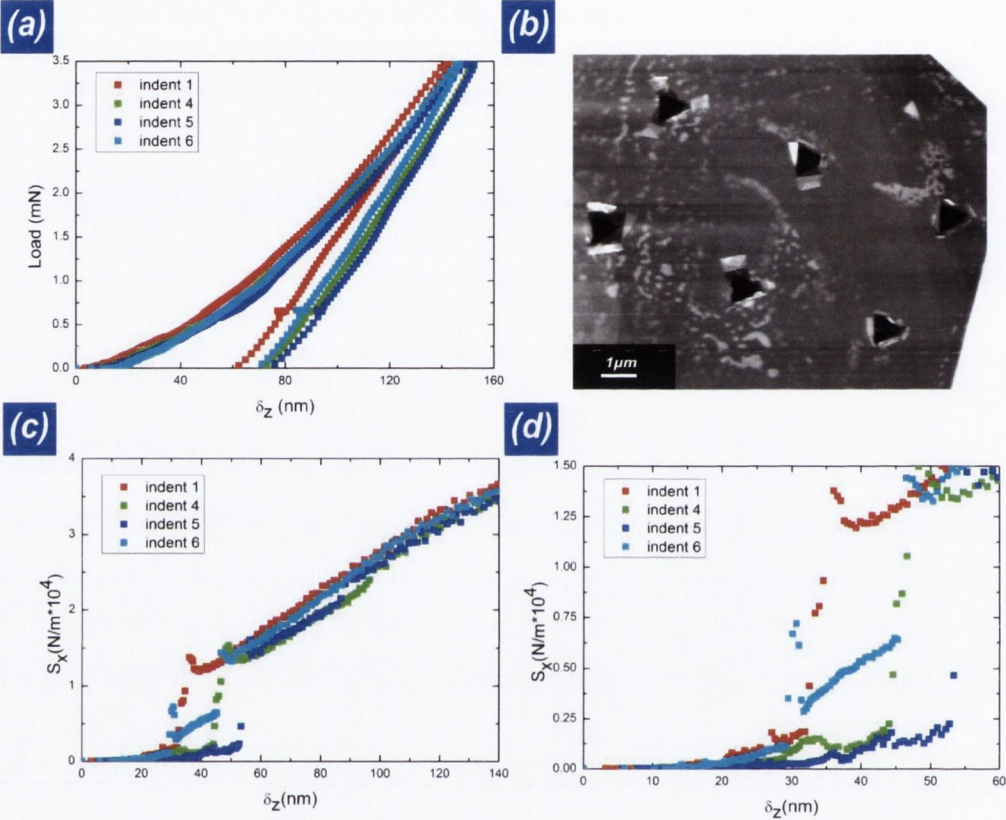 (a)
3.5
3.0
2.5
2.0
1.5
1.0
0.5
0.0
Load (mN)
indent 1
indent 4
indent 5
indent 6
0 40 80 120 160
δz (nm)
(b)
1μm
(c)
4
3
2
1
0
Sx(N/m*10⁴)
indent 1
indent 4
indent 5
indent 6
0 20 40 60 80 100 120 140
δz(nm)
(d)
1.50
1.25
1.00
0.75
0.50
0.25
0.00
Sx(N/m*10⁴)
indent 1
indent 4
indent 5
indent 6
0 10 20 30 40 50 60
δz(nm)